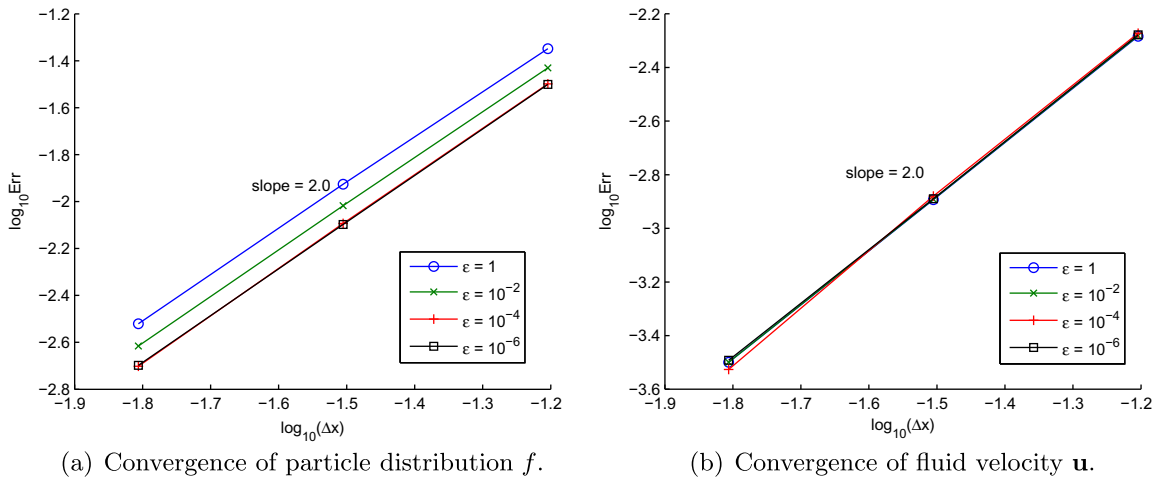 −1.2
−1.4
−1.6
−1.8
−2
−2.2
−2.4
−2.6
−2.8
log10Err
slope = 2.0
ε = 1
ε = 10−2
ε = 10−4
ε = 10−6
−1.9
−1.8
−1.7
−1.6
−1.5
−1.4
−1.3
−1.2
log10(Δx)
(a) Convergence of particle distribution f.
−2.2
−2.4
−2.6
−2.8
−3
−3.2
−3.4
−3.6
log10Err
slope = 2.0
ε = 1
ε = 10−2
ε = 10−4
ε = 10−6
−1.9
−1.8
−1.7
−1.6
−1.5
−1.4
−1.3
−1.2
log10(Δx)
(b) Convergence of fluid velocity u.